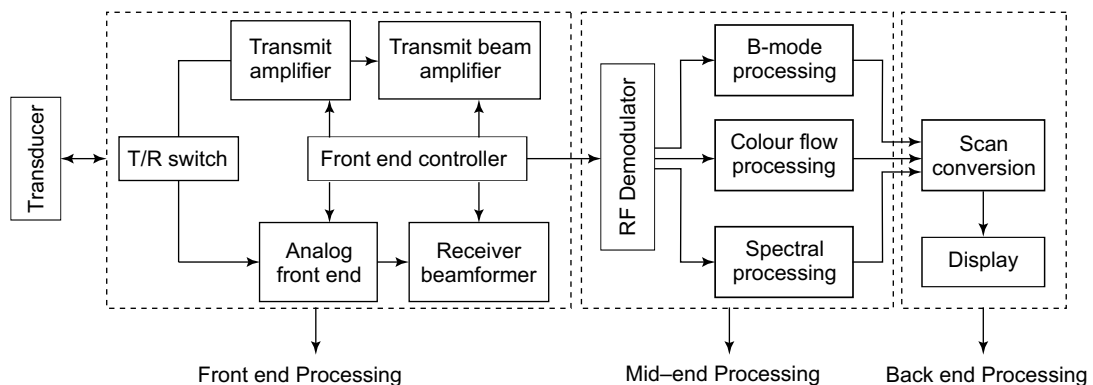 Transducer
T/R switch
Transmit
amplifier
Transmit beam
amplifier
Front end controller
Analog
front end
Receiver
beamformer
RF Demodulator
B-mode
processing
Colour flow
processing
Spectral
processing
Scan
conversion
Display
Front end Processing
Mid–end Processing
Back end Processing